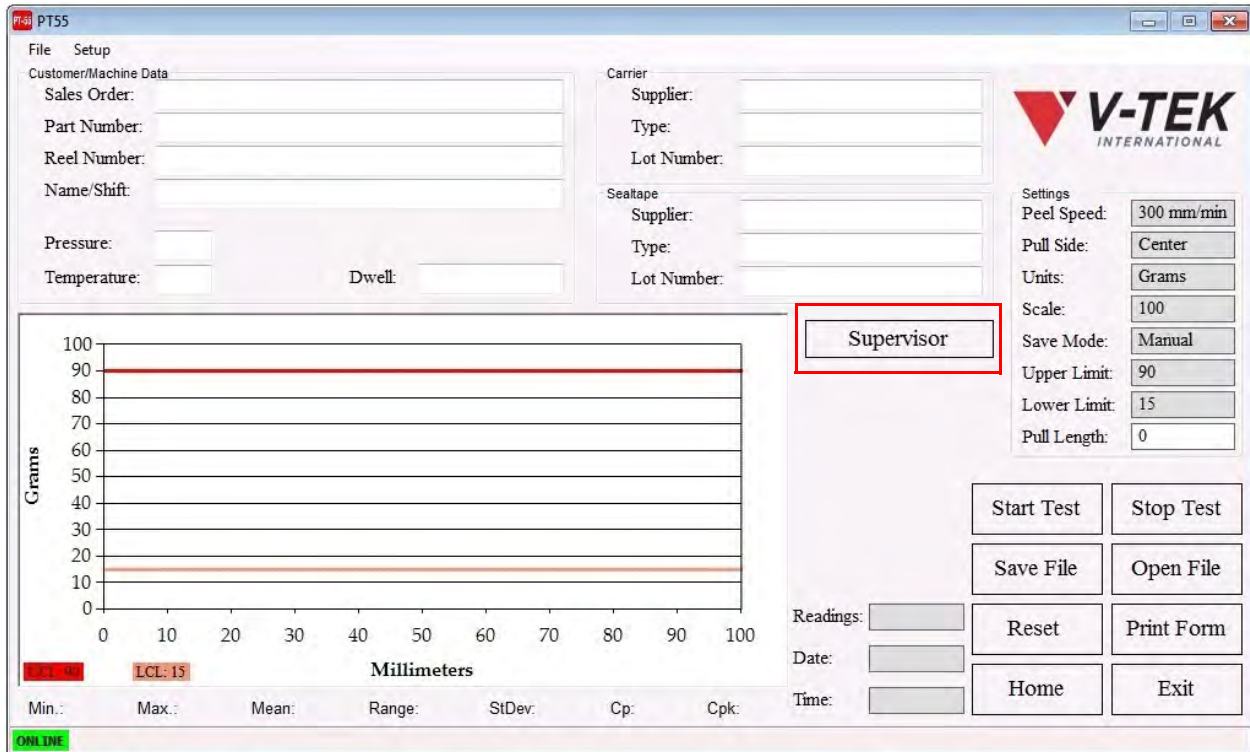 PT-55 PT55
File Setup
Customer/Machine Data
Sales Order:
Part Number:
Reel Number:
Name/Shift:
Pressure:
Temperature:
Dwell:
Carrier
Supplier:
Type:
Lot Number:
Sealtape
Supplier:
Type:
Lot Number:
V-TEK
INTERNATIONAL
Settings
Peel Speed: 300 mm/min
Pull Side: Center
Units: Grams
Scale: 100
Save Mode: Manual
Upper Limit: 90
Lower Limit: 15
Pull Length: 0
Supervisor
Grams
100
90
80
70
60
50
40
30
20
10
0
0 10 20 30 40 50 60 70 80 90 100
Millimeters
UCL: 90 LCL: 15
Min.: Max.: Mean: Range: StDev: Cp: Cpk:
Readings:
Date:
Time:
Start Test Stop Test
Save File Open File
Reset Print Form
Home Exit
ONLINE